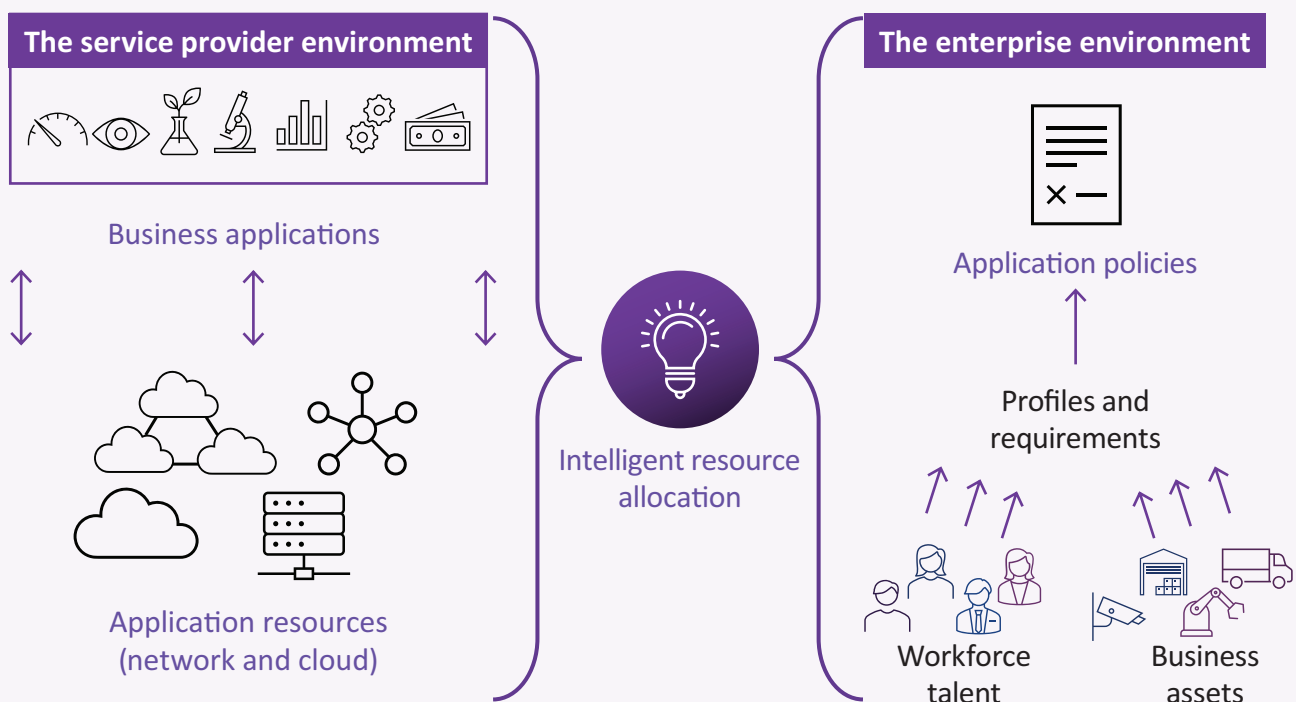 The service provider environment
Business applications
Application resources
(network and cloud)
Intelligent resource
allocation
The enterprise environment
Application policies
Profiles and
requirements
Workforce
talent
Business
assets